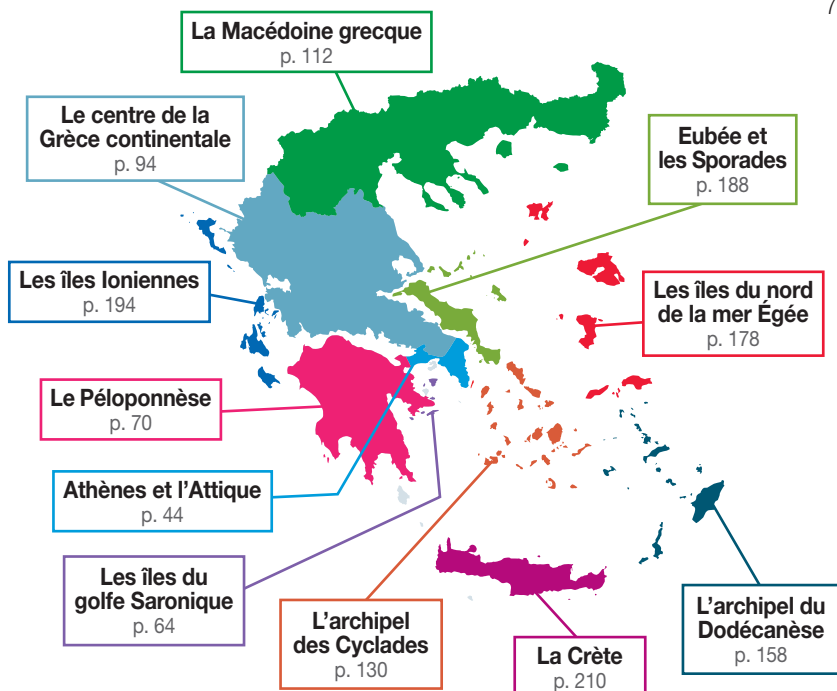 7
La Macédoine grecque
p. 112
Le centre de la
Grèce continentale
p. 94
Eubée et
les Sporades
p. 188
Les îles Ioniennes
p. 194
Les îles du nord
de la mer Égée
p. 178
Le Péloponnèse
p. 70
Athènes et l'Attique
p. 44
Les îles du
golfe Saronique
p. 64
L'archipel
des Cyclades
p. 130
La Crète
p. 210
L'archipel du
Dodécanèse
p. 158